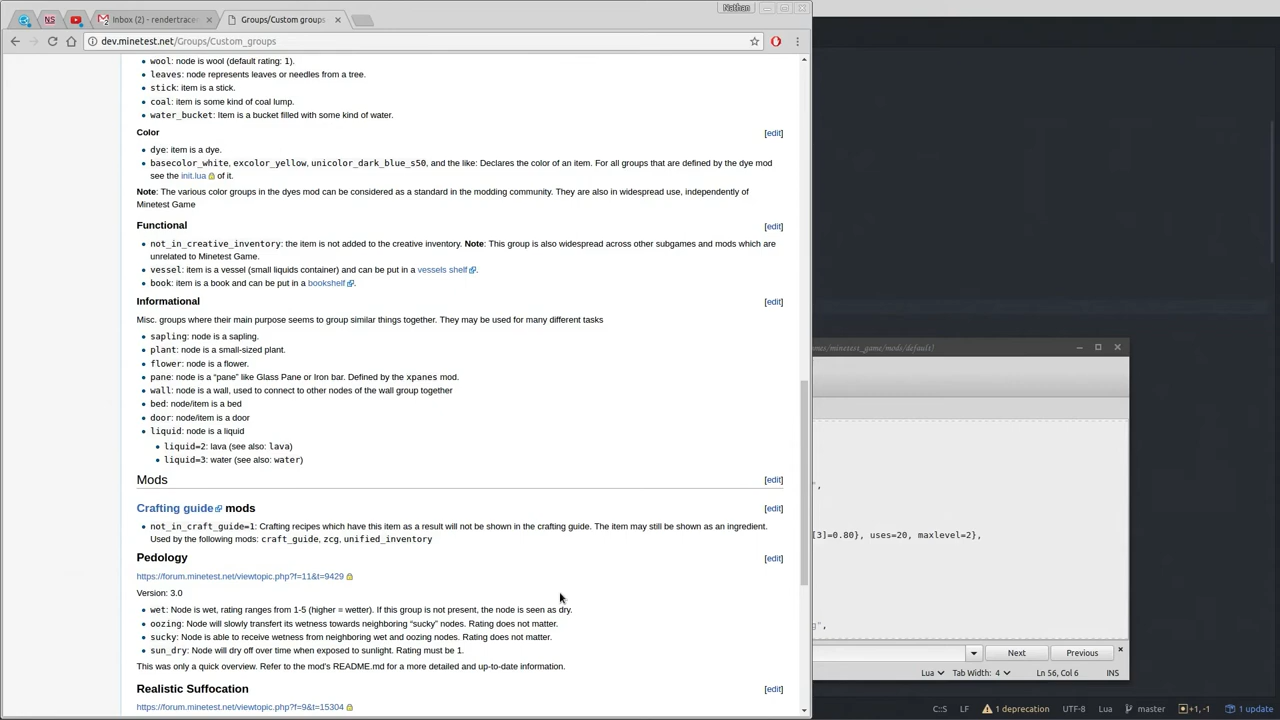 Nathan
NS
Inbox (2) - rendertrace
Groups/Custom groups
dev.minetest.net/Groups/Custom_groups
wool: node is wool (default rating: 1).
leaves: node represents leaves or needles from a tree.
stick: item is a stick.
coal: item is some kind of coal lump.
water_bucket: Item is a bucket filled with some kind of water.
Color [edit]
dye: item is a dye.
basecolor_white, excolor_yellow, unicolor_dark_blue_s50, and the like: Declares the color of an item. For all groups that are defined by the dye mod
see the init.lua of it.
Note: The various color groups in the dyes mod can be considered as a standard in the modding community. They are also in widespread use, independently of
Minetest Game
Functional [edit]
not_in_creative_inventory: the item is not added to the creative inventory. Note: This group is also widespread across other subgames and mods which are
unrelated to Minetest Game.
vessel: item is a vessel (small liquids container) and can be put in a vessels shelf.
book: item is a book and can be put in a bookshelf.
Informational [edit]
Misc. groups where their main purpose seems to group similar things together. They may be used for many different tasks
sapling: node is a sapling.
plant: node is a small-sized plant.
flower: node is a flower.
pane: node is a “pane” like Glass Pane or Iron bar. Defined by the xpanes mod.
wall: node is a wall, used to connect to other nodes of the wall group together
bed: node/item is a bed
door: node/item is a door
liquid: node is a liquid
liquid=2: lava (see also: lava)
liquid=3: water (see also: water)
Mods [edit]
Crafting guide mods [edit]
not_in_craft_guide=1: Crafting recipes which have this item as a result will not be shown in the crafting guide. The item may still be shown as an ingredient.
Used by the following mods: craft_guide, zcg, unified_inventory
Pedology [edit]
https://forum.minetest.net/viewtopic.php?f=11&t=9429
Version: 3.0
wet: Node is wet, rating ranges from 1-5 (higher = wetter). If this group is not present, the node is seen as dry.
oozing: Node will slowly transfert its wetness towards neighboring “sucky” nodes. Rating does not matter.
sucky: Node is able to receive wetness from neighboring wet and oozing nodes. Rating does not matter.
sun_dry: Node will dry off over time when exposed to sunlight. Rating must be 1.
This was only a quick overview. Refer to the mod's README.md for a more detailed and up-to-date information.
Realistic Suffocation [edit]
https://forum.minetest.net/viewtopic.php?f=9&t=15304
mes/minetest_game/mods/default)
",
[3]=0.80}, uses=20, maxlevel=2},
g",
Next Previous
Lua Tab Width: 4 Ln 56, Col 6 INS
C::S LF 1 deprecation UTF-8 Lua master +1, -1 1 update